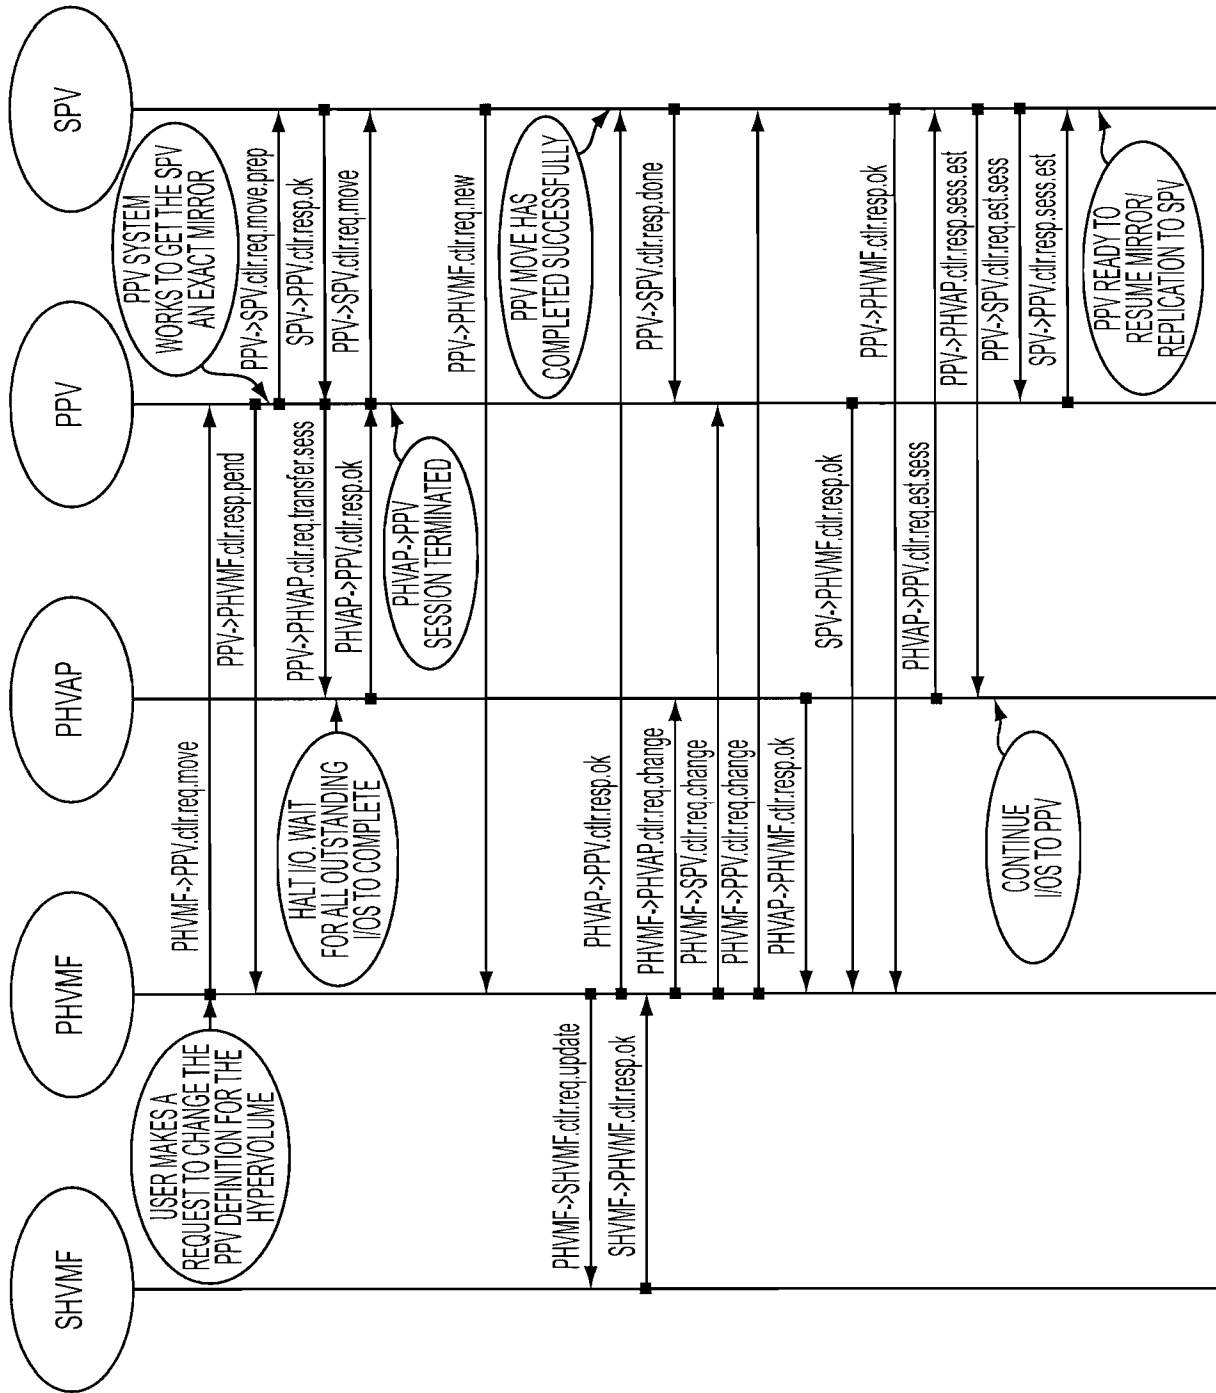 SHVMF
PHVMF
PHVAP
PPV
SPV
USER MAKES A
REQUEST TO CHANGE THE
PPV DEFINITION FOR THE
HYPERVOLUME
PHVMF->PPV.ctlr.req.move
PPV->PHVMF.ctlr.resp.pend
PPV SYSTEM
WORKS TO GET THE SPV
AN EXACT MIRROR
PPV->SPV.ctlr.req.move.prep
SPV->PPV.ctlr.resp.ok
PPV->PHVAP.ctlr.req.transfer.sess
HALT I/O, WAIT
FOR ALL OUTSTANDING
I/OS TO COMPLETE
PHVAP->PPV.ctlr.resp.ok
PPV->SPV.ctlr.req.move
PHVAP->PPV
SESSION TERMINATED
PPV->PHVMF.ctlr.req.new
PPV MOVE HAS
COMPLETED SUCCESSFULLY
PHVMF->SHVMF.ctlr.req.update
PHVAP->PPV.ctlr.resp.ok
SHVMF->PHVMF.ctlr.resp.ok
PHVMF->PHVAP.ctlr.req.change
PPV->SPV.ctlr.resp.done
PHVMF->SPV.ctlr.req.change
PHVMF->PPV.ctlr.req.change
PHVAP->PHVMF.ctlr.resp.ok
SPV->PHVMF.ctlr.resp.ok
PPV->PHVMF.ctlr.resp.ok
PHVAP->PPV.ctlr.req.est.sess
PPV->PHVAP.ctlr.resp.sess.est
CONTINUE
I/OS TO PPV
PPV->SPV.ctlr.req.est.sess
SPV->PPV.ctlr.resp.sess.est
PPV READY TO
RESUME MIRROR/
REPLICATION TO SPV